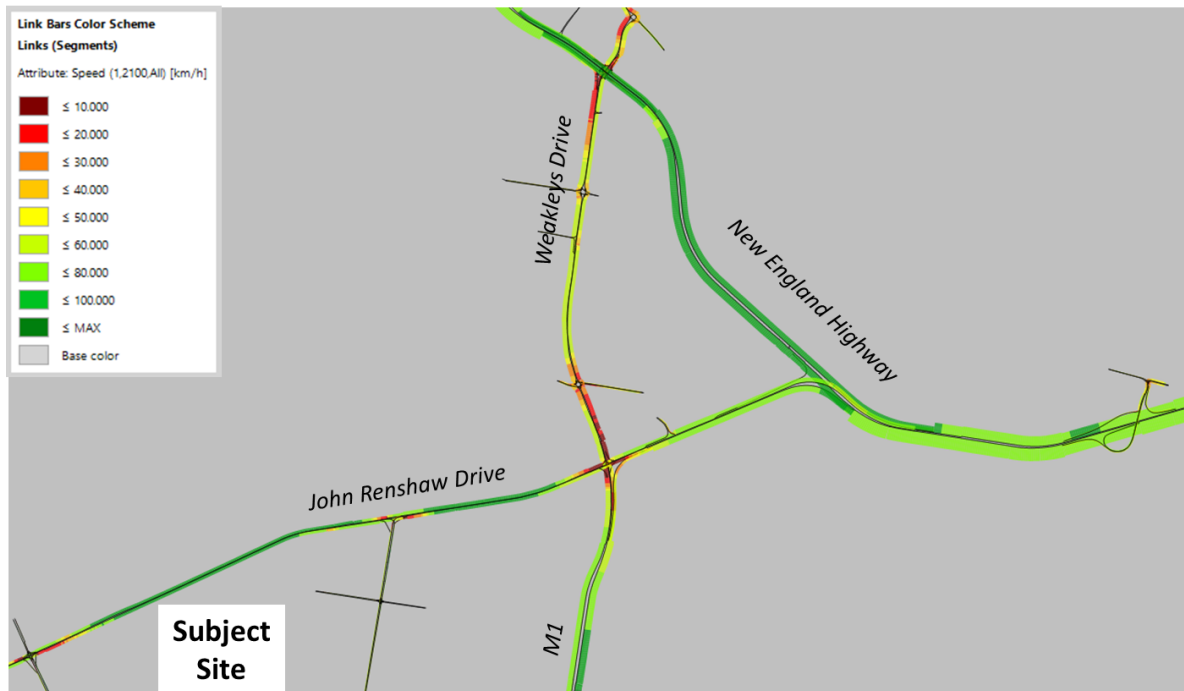 Link Bars Color Scheme
Links (Segments)
Attribute: Speed (1,2100,All) [km/h]
≤ 10.000
≤ 20.000
≤ 30.000
≤ 40.000
≤ 50.000
≤ 60.000
≤ 80.000
≤ 100.000
≤ MAX
Base color
Weakleys Drive
New England Highway
John Renshaw Drive
M1
Subject
Site